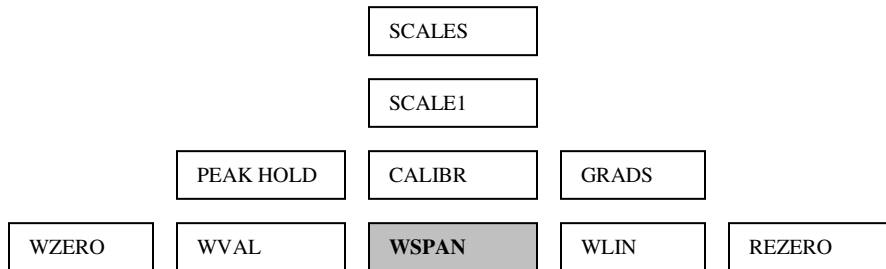 SCALES
SCALE1
PEAK HOLD CALIBR GRADS
WZERO WVAL WSPAN WLIN REZERO